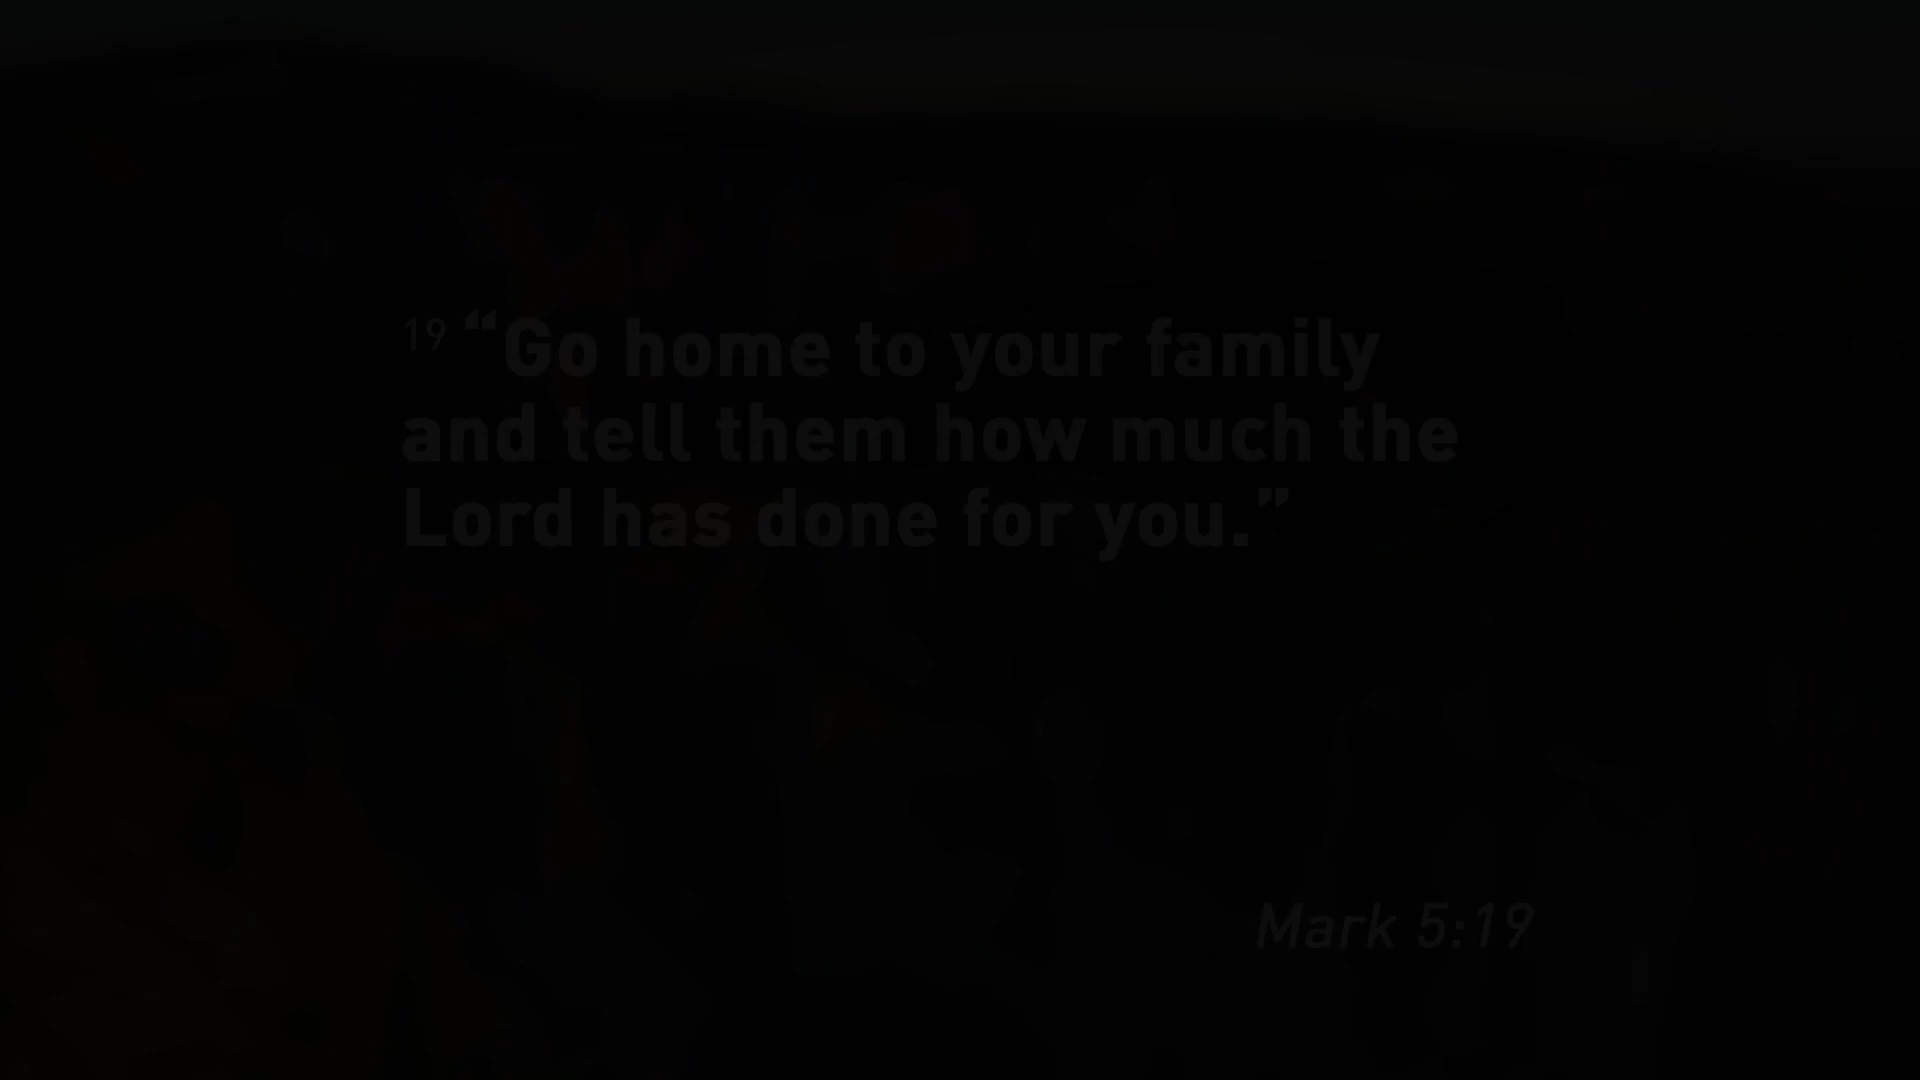 19 “Go home to your family
and tell them how much the
Lord has done for you.”
Mark 5:19